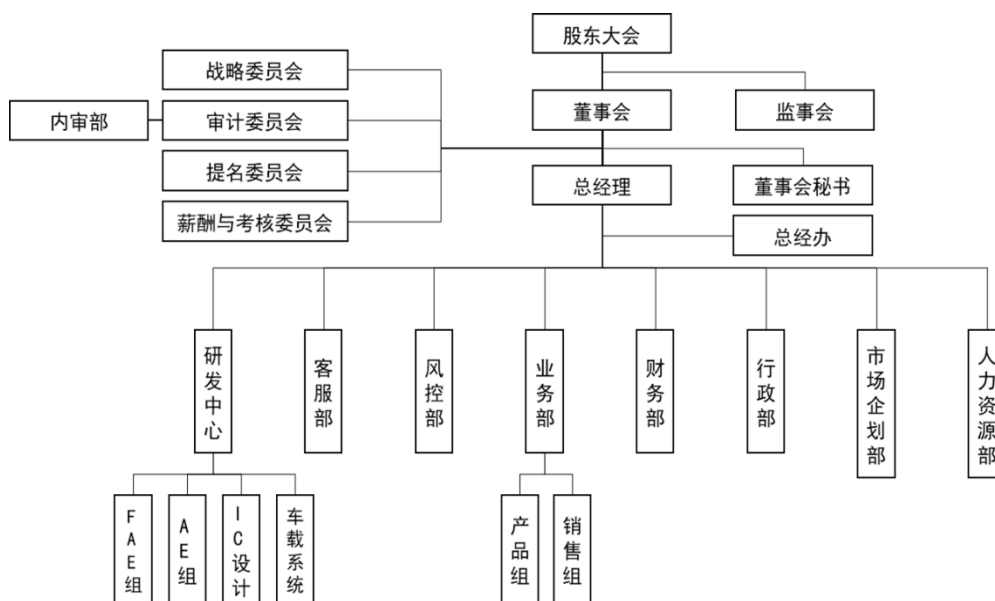 股东大会
战略委员会
董事会
监事会
内审部
审计委员会
提名委员会
总经理
董事会秘书
薪酬与考核委员会
总经办
研发中心
客服部
风控部
业务部
财务部
行政部
市场企划部
人力资源部
FAE组
AE组
IC设计
车载系统
产品组
销售组